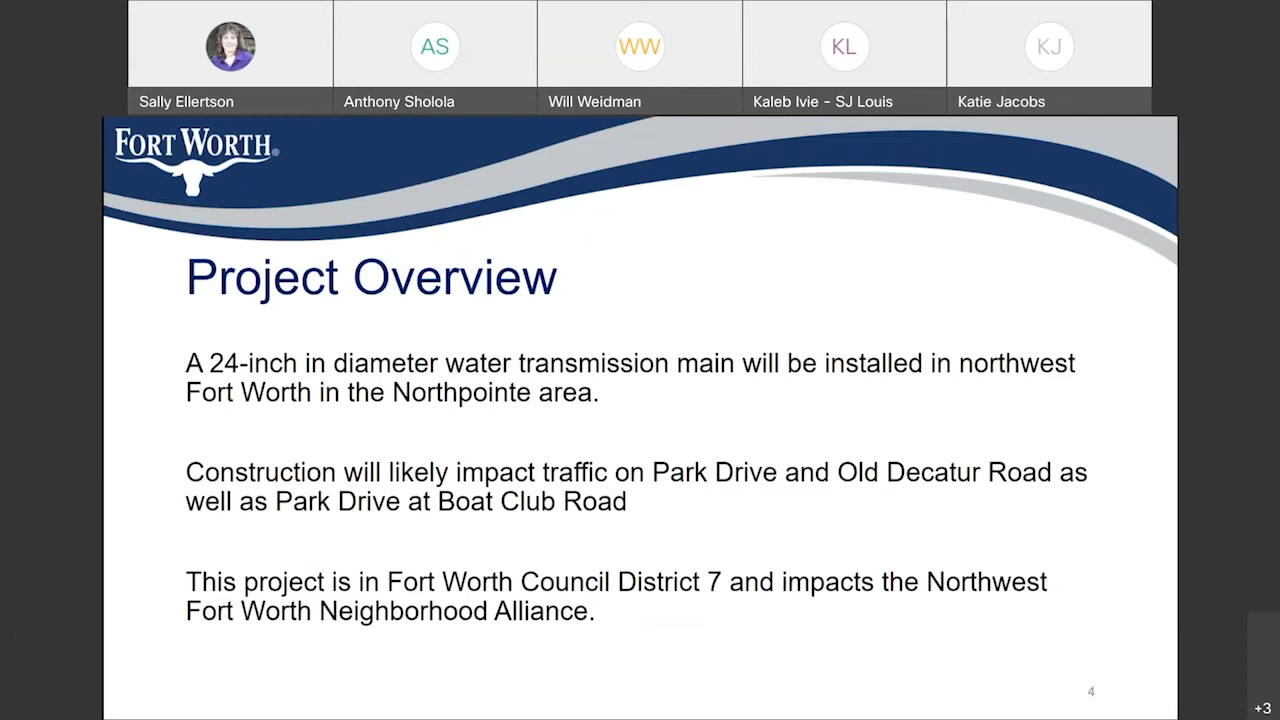 AS
WW
KL
KJ
Sally Ellertson
Anthony Sholola
Will Weidman
Kaleb Ivie - SJ Louis
Katie Jacobs
FORT WORTH®
Project Overview
A 24-inch in diameter water transmission main will be installed in northwest
Fort Worth in the Northpointe area.
Construction will likely impact traffic on Park Drive and Old Decatur Road as
well as Park Drive at Boat Club Road
This project is in Fort Worth Council District 7 and impacts the Northwest
Fort Worth Neighborhood Alliance.
4
+3